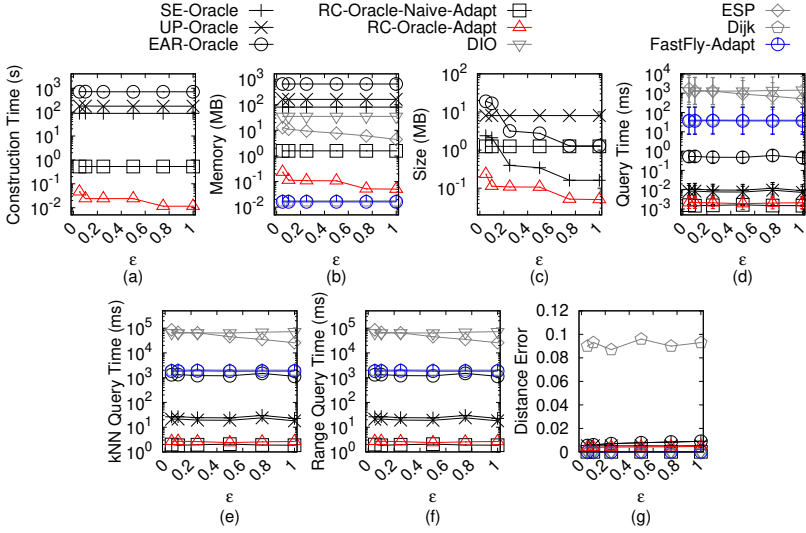 SE-Oracle
UP-Oracle
EAR-Oracle
RC-Oracle-Naive-Adapt
RC-Oracle-Adapt
DIO
ESP
Dijk
FastFly-Adapt
Construction Time (s)
10^3
10^2
10^1
10^0
10^-1
10^-2
0 0.2 0.4 0.6 0.8 1
ε
(a)
Memory (MB)
10^3
10^2
10^1
10^0
10^-1
10^-2
0 0.2 0.4 0.6 0.8 1
ε
(b)
Size (MB)
10^2
10^1
10^0
10^-1
0 0.2 0.4 0.6 0.8 1
ε
(c)
Query Time (ms)
10^4
10^3
10^2
10^1
10^0
10^-1
10^-2
10^-3
0 0.2 0.4 0.6 0.8 1
ε
(d)
kNN Query Time (ms)
10^5
10^4
10^3
10^2
10^1
10^0
0 0.2 0.4 0.6 0.8 1
ε
(e)
Range Query Time (ms)
10^5
10^4
10^3
10^2
10^1
10^0
0 0.2 0.4 0.6 0.8 1
ε
(f)
Distance Error
0.12
0.1
0.08
0.06
0.04
0.02
0
0 0.2 0.4 0.6 0.8 1
ε
(g)